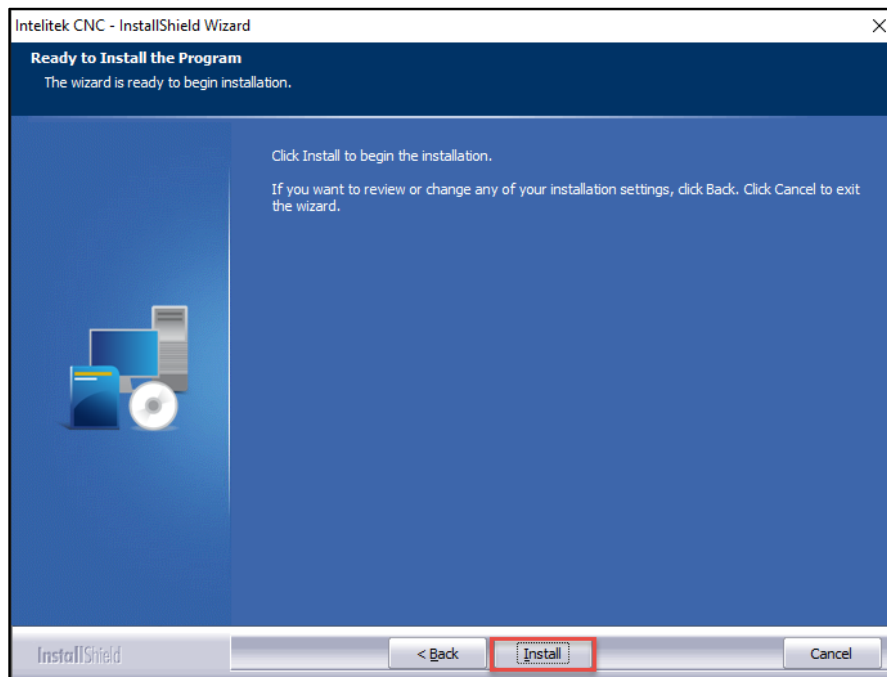 Intelitek CNC - InstallShield Wizard
Ready to Install the Program
The wizard is ready to begin installation.
Click Install to begin the installation.
If you want to review or change any of your installation settings, click Back. Click Cancel to exit
the wizard.
InstallShield
< Back
Install
Cancel